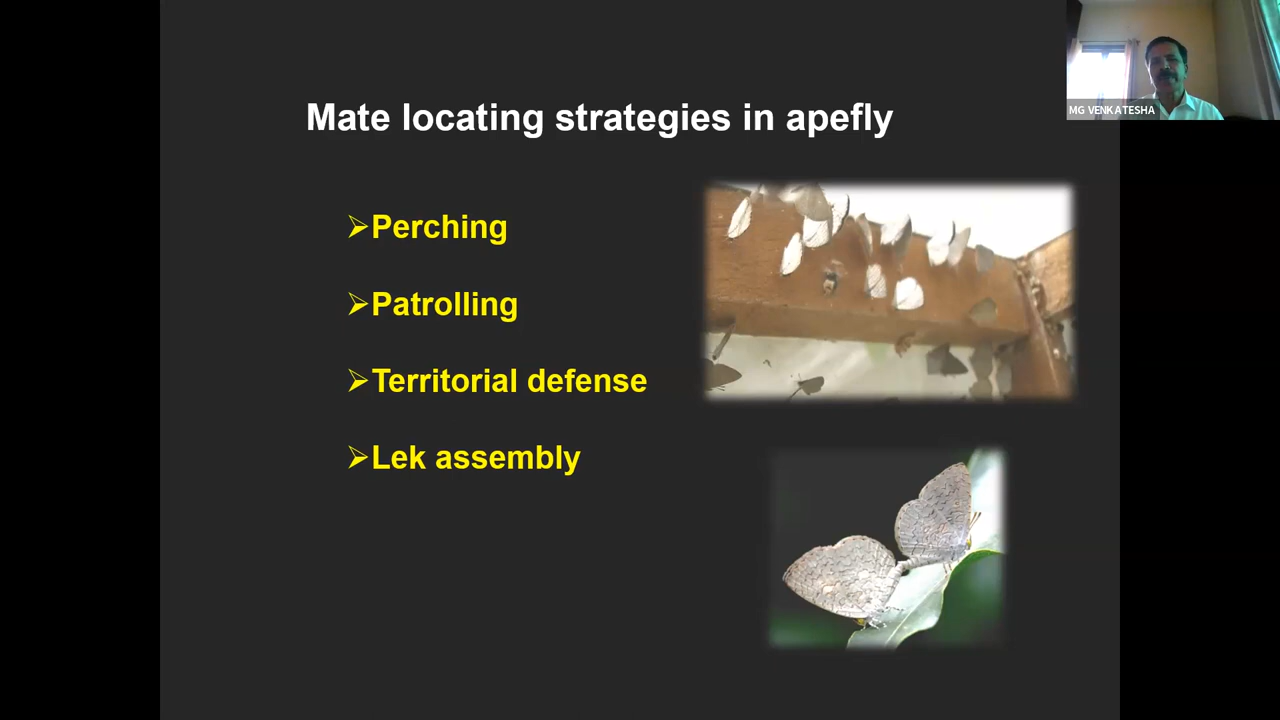 MG VENKATESHA
Mate locating strategies in apefly
➢Perching
➢Patrolling
➢Territorial defense
➢Lek assembly